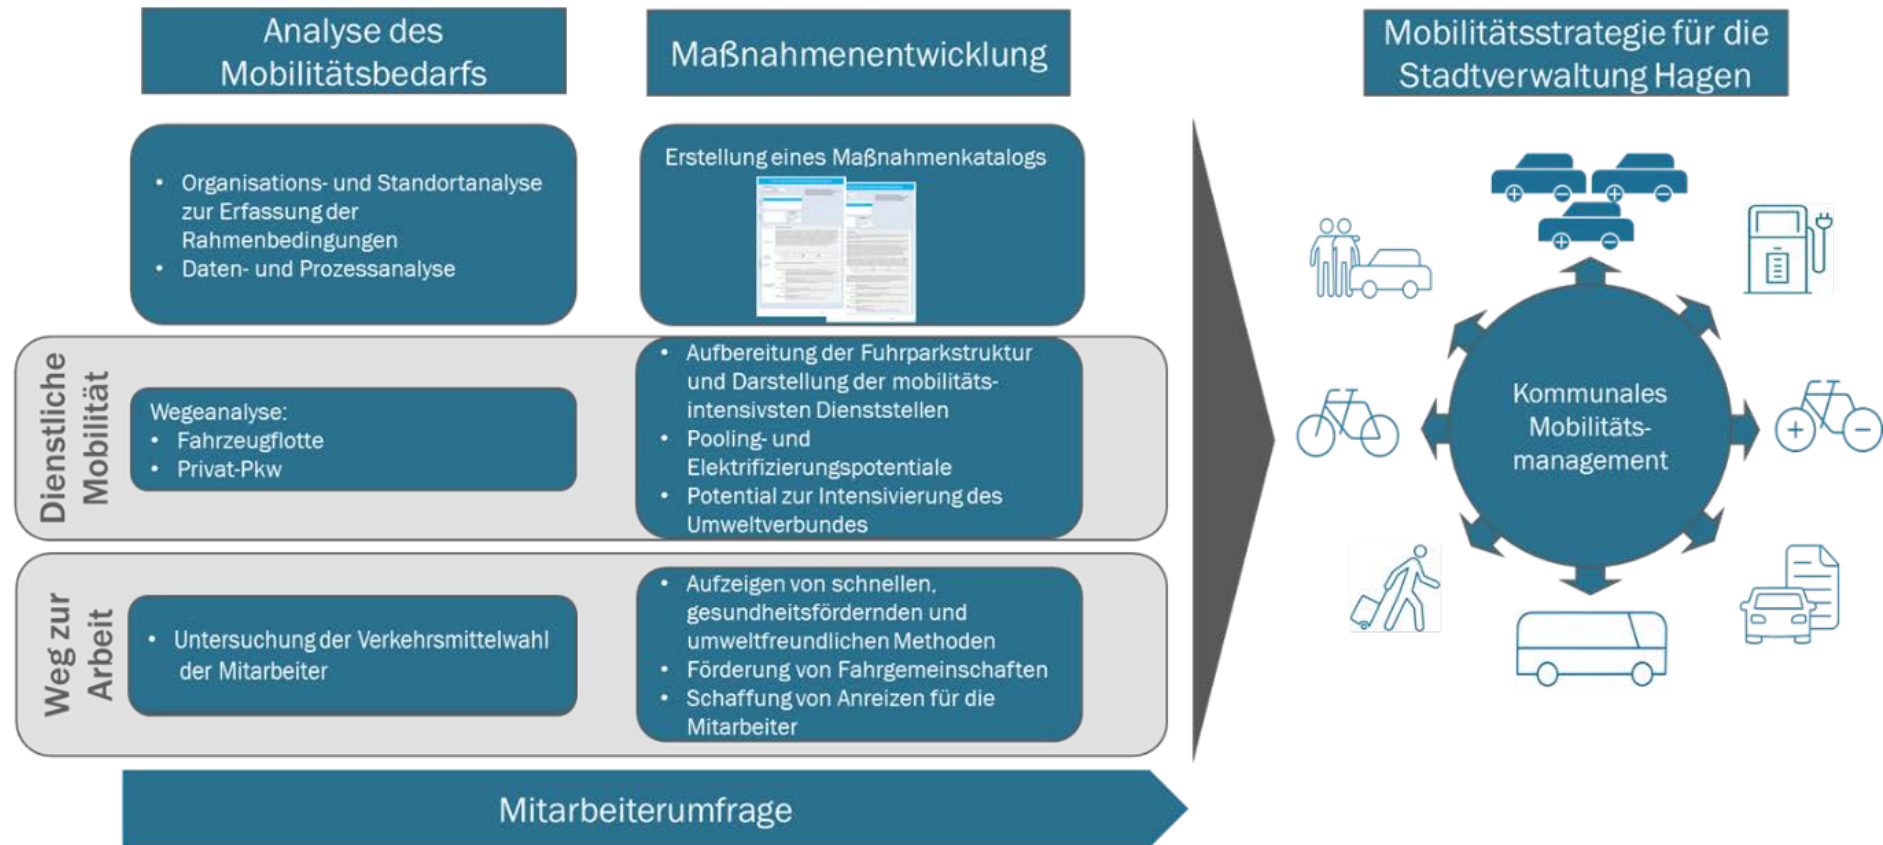 Analyse des
Mobilitätsbedarfs
Maßnahmenentwicklung
Mobilitätsstrategie für die
Stadtverwaltung Hagen
• Organisations- und Standortanalyse
zur Erfassung der
Rahmenbedingungen
• Daten- und Prozessanalyse
Erstellung eines Maßnahmenkatalogs
Dienstliche
Mobilität
Wegeanalyse:
• Fahrzeugflotte
• Privat-Pkw
• Aufbereitung der Fuhrparkstruktur
und Darstellung der mobilitäts-
intensivsten Dienststellen
• Pooling- und
Elektrifizierungspotentiale
• Potential zur Intensivierung des
Umweltverbundes
Weg zur
Arbeit
• Untersuchung der Verkehrsmittelwahl
der Mitarbeiter
• Aufzeigen von schnellen,
gesundheitsfördernden und
umweltfreundlichen Methoden
• Förderung von Fahrgemeinschaften
• Schaffung von Anreizen für die
Mitarbeiter
Mitarbeiterumfrage
Kommunales
Mobilitäts-
management